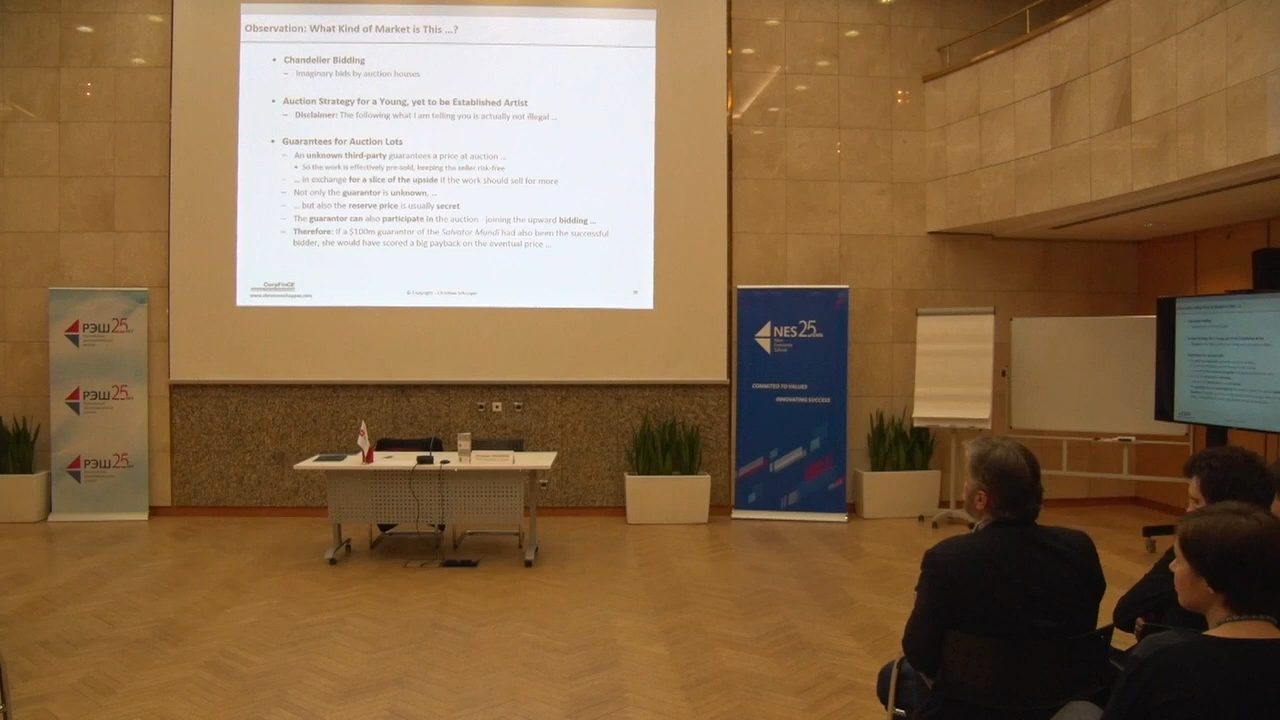 Observation: What Kind of Market is This ...?
• Chandelier Bidding
– Imaginary bids by auction houses
• Auction Strategy for a Young, yet to be Established Artist
– Disclaimer: The following what I am telling you is actually not illegal ...
• Guarantees for Auction Lots
– An unknown third-party guarantees a price at auction ...
• So the work is effectively pre-sold, keeping the seller risk-free
– ... in exchange for a slice of the upside if the work should sell for more
– Not only the guarantor is unknown, ...
– ... but also the reserve price is usually secret
– The guarantor can also participate in the auction - joining the upward bidding ...
– Therefore: if a $100m guarantor of the Salvator Mundi had also been the successful
bidder, she would have scored a big payback on the eventual price ...
CorpFinCE
© Copyright -
РЭШ 25
РЭШ 25
РЭШ 25
NES 25
New
Economic
School
COMMITED TO VALUES
INNOVATING SUCCESS